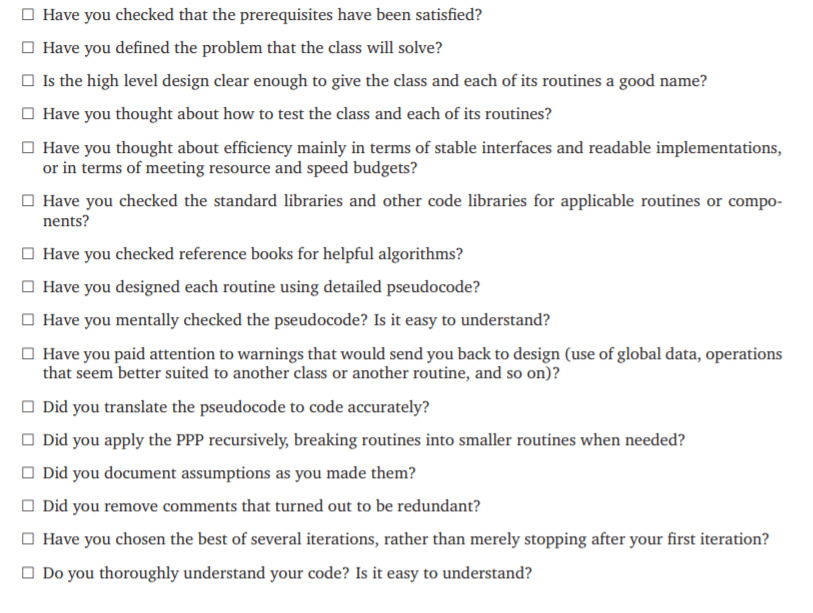 ☐ Have you checked that the prerequisites have been satisfied?
☐ Have you defined the problem that the class will solve?
☐ Is the high level design clear enough to give the class and each of its routines a good name?
☐ Have you thought about how to test the class and each of its routines?
☐ Have you thought about efficiency mainly in terms of stable interfaces and readable implementations,
or in terms of meeting resource and speed budgets?
☐ Have you checked the standard libraries and other code libraries for applicable routines or compo-
nents?
☐ Have you checked reference books for helpful algorithms?
☐ Have you designed each routine using detailed pseudocode?
☐ Have you mentally checked the pseudocode? Is it easy to understand?
☐ Have you paid attention to warnings that would send you back to design (use of global data, operations
that seem better suited to another class or another routine, and so on)?
☐ Did you translate the pseudocode to code accurately?
☐ Did you apply the PPP recursively, breaking routines into smaller routines when needed?
☐ Did you document assumptions as you made them?
☐ Did you remove comments that turned out to be redundant?
☐ Have you chosen the best of several iterations, rather than merely stopping after your first iteration?
☐ Do you thoroughly understand your code? Is it easy to understand?